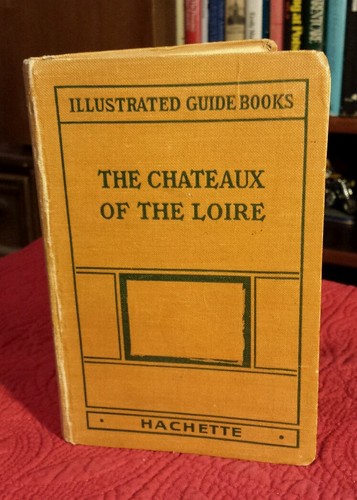 ILLUSTRATED GUIDE BOOKS
THE CHATEAUX
OF THE LOIRE
· HACHETTE ·